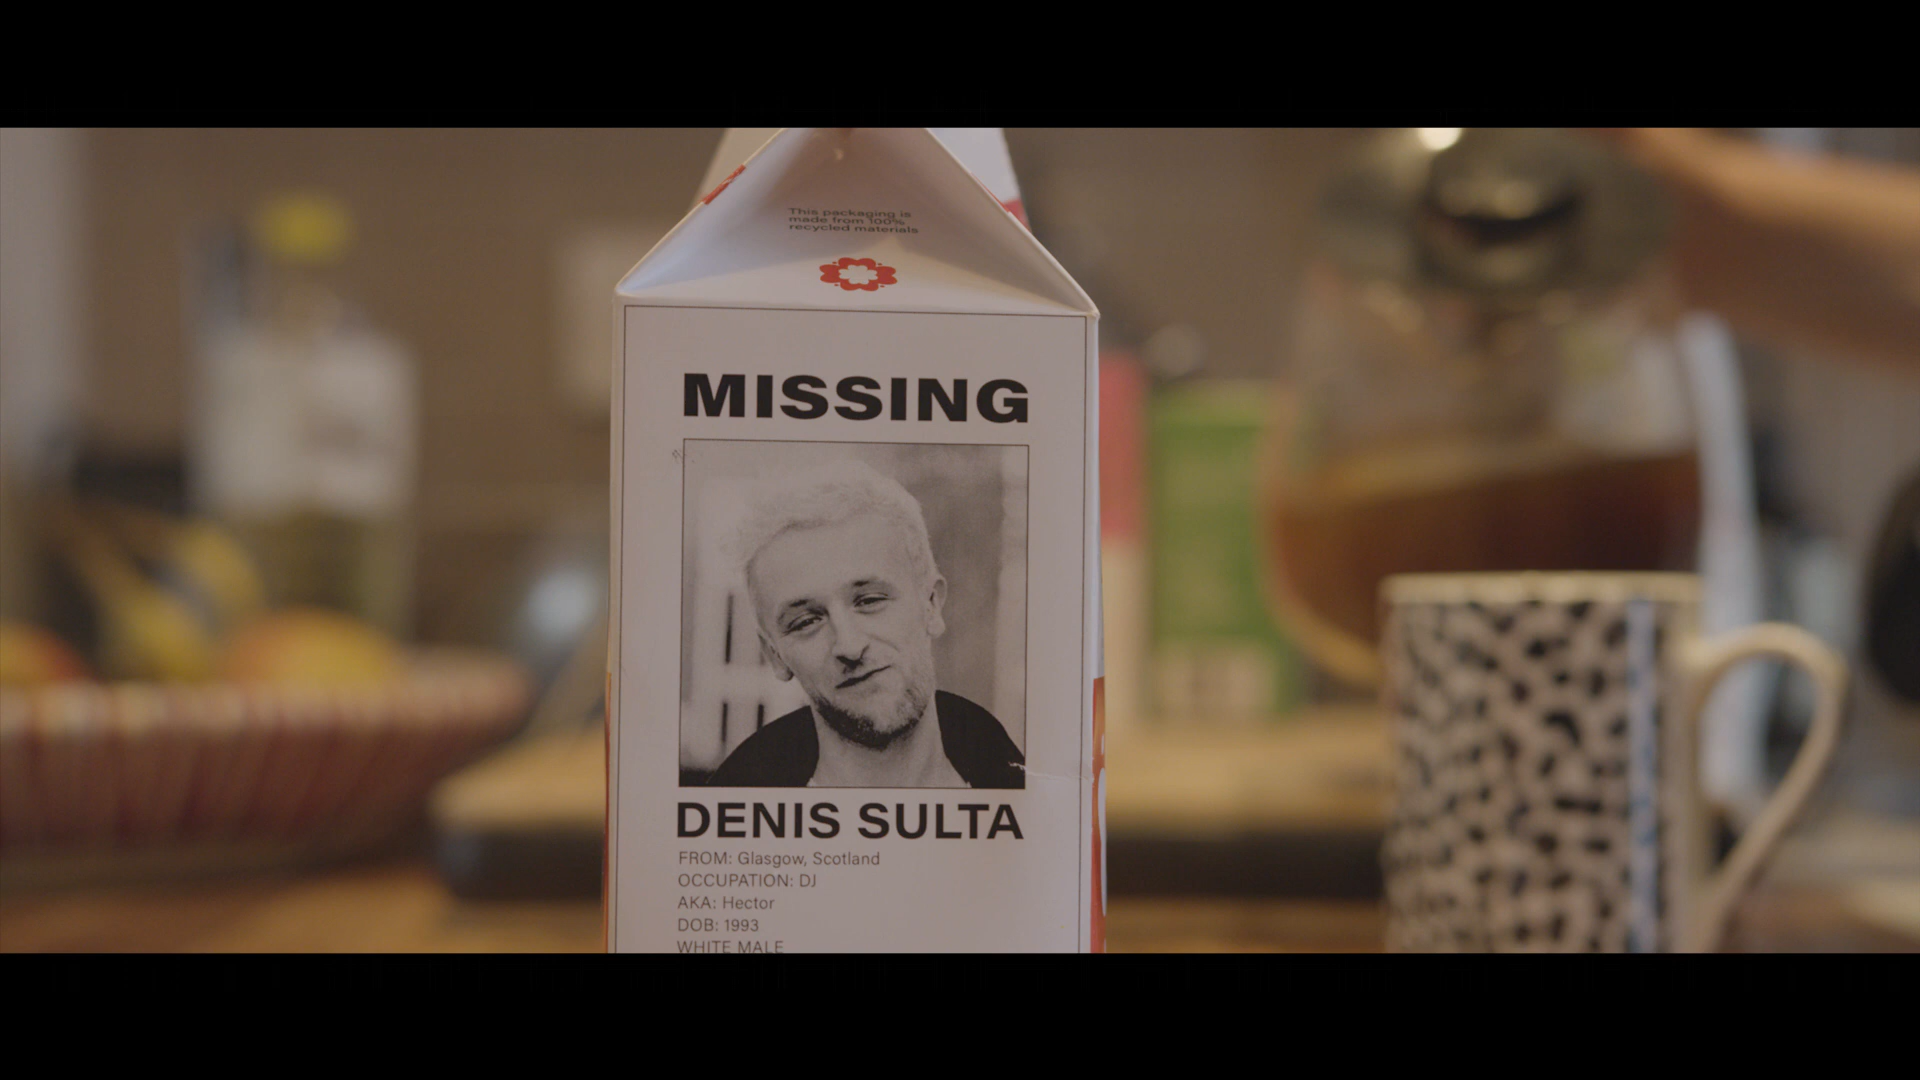 This packaging is
made from 100%
recycled materials
MISSING
DENIS SULTA
FROM: Glasgow, Scotland
OCCUPATION: DJ
AKA: Hector
DOB: 1993
WHITE MALE